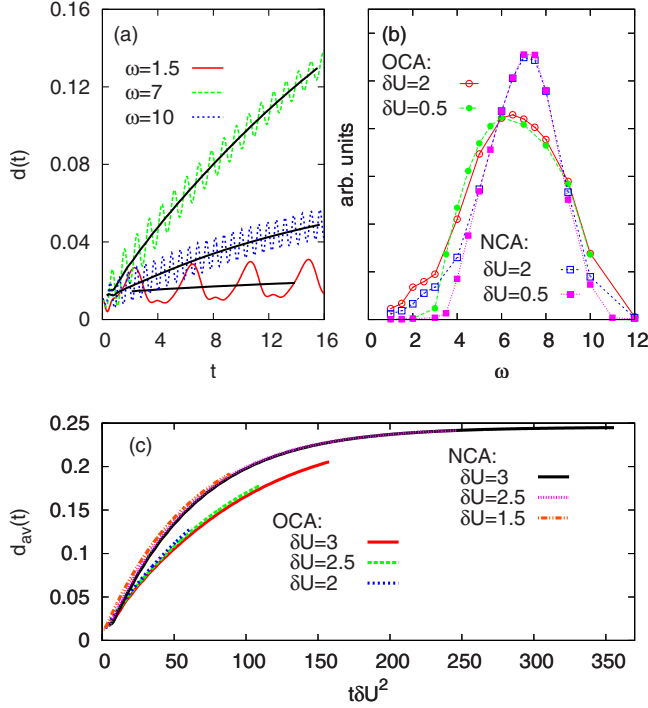 (a)
ω=1.5
ω=7
ω=10
d(t)
0.16
0.12
0.08
0.04
0
0 4 8 12 16
t
(b)
OCA:
δU=2
δU=0.5
NCA:
δU=2
δU=0.5
arb. units
0 2 4 6 8 10 12
ω
(c)
NCA:
δU=3
δU=2.5
δU=1.5
OCA:
δU=3
δU=2.5
δU=2
d_av(t)
0.25
0.2
0.15
0.1
0.05
0
0 50 100 150 200 250 300 350
tδU²